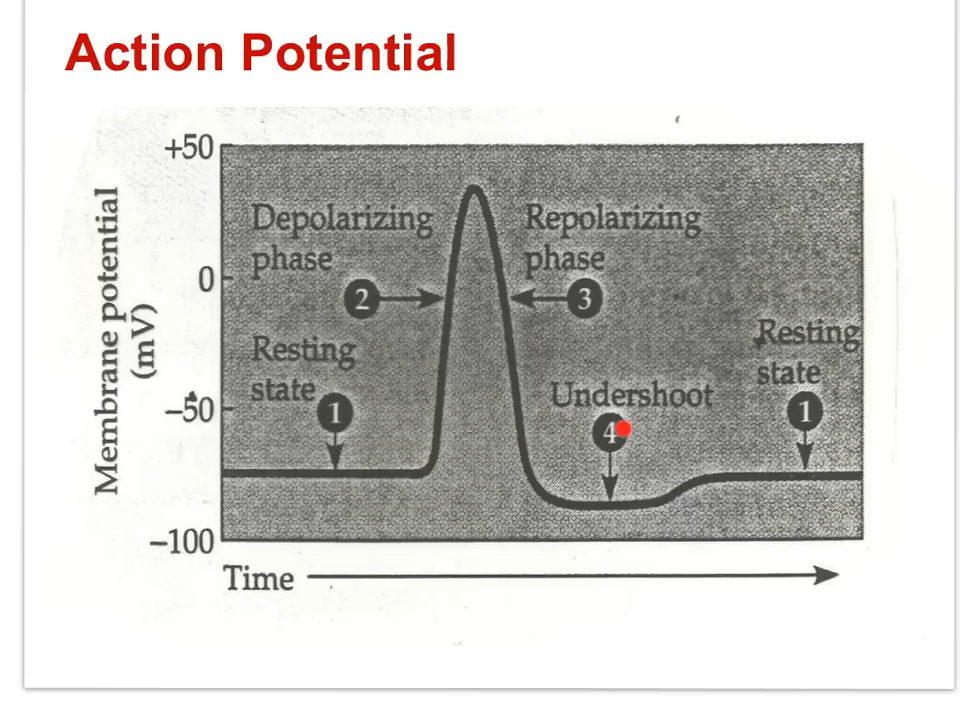 Action Potential
+50
Depolarizing
phase
Repolarizing
phase
0
2
3
Membrane potential
(mV)
Resting
state
1
Undershoot
4
Resting
state
1
–50
–100
Time